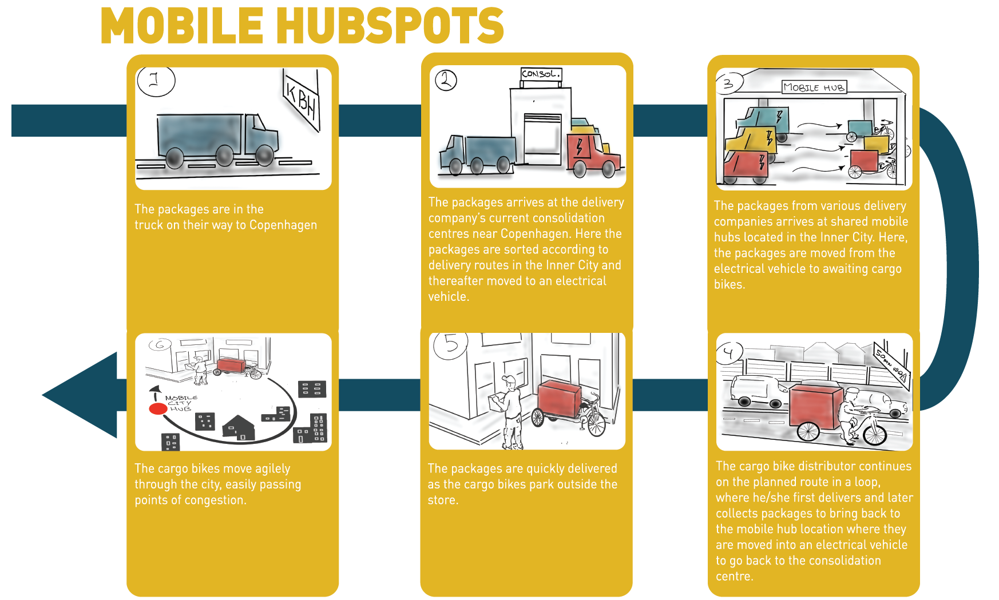 MOBILE HUBSPOTS
1
KBH
The packages are in the
truck on their way to Copenhagen
2
CONSOL.
The packages arrives at the delivery
company's current consolidation
centres near Copenhagen. Here the
packages are sorted according to
delivery routes in the Inner City and
thereafter moved to an electrical
vehicle.
3
MOBILE HUB
The packages from various delivery
companies arrives at shared mobile
hubs located in the Inner City. Here,
the packages are moved from the
electrical vehicle to awaiting cargo
bikes.
4
The cargo bike distributor continues
on the planned route in a loop,
where he/she first delivers and later
collects packages to bring back to
the mobile hub location where they
are moved into an electrical vehicle
to go back to the consolidation
centre.
5
The packages are quickly delivered
as the cargo bikes park outside the
store.
6
MOBILE
CITY
HUB
The cargo bikes move agilely
through the city, easily passing
points of congestion.